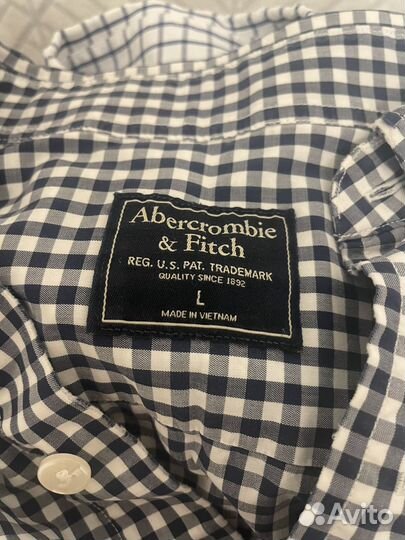 Abercrombie
& Fitch
REG. U.S. PAT. TRADEMARK
QUALITY SINCE 1892
L
MADE IN VIETNAM
Avito